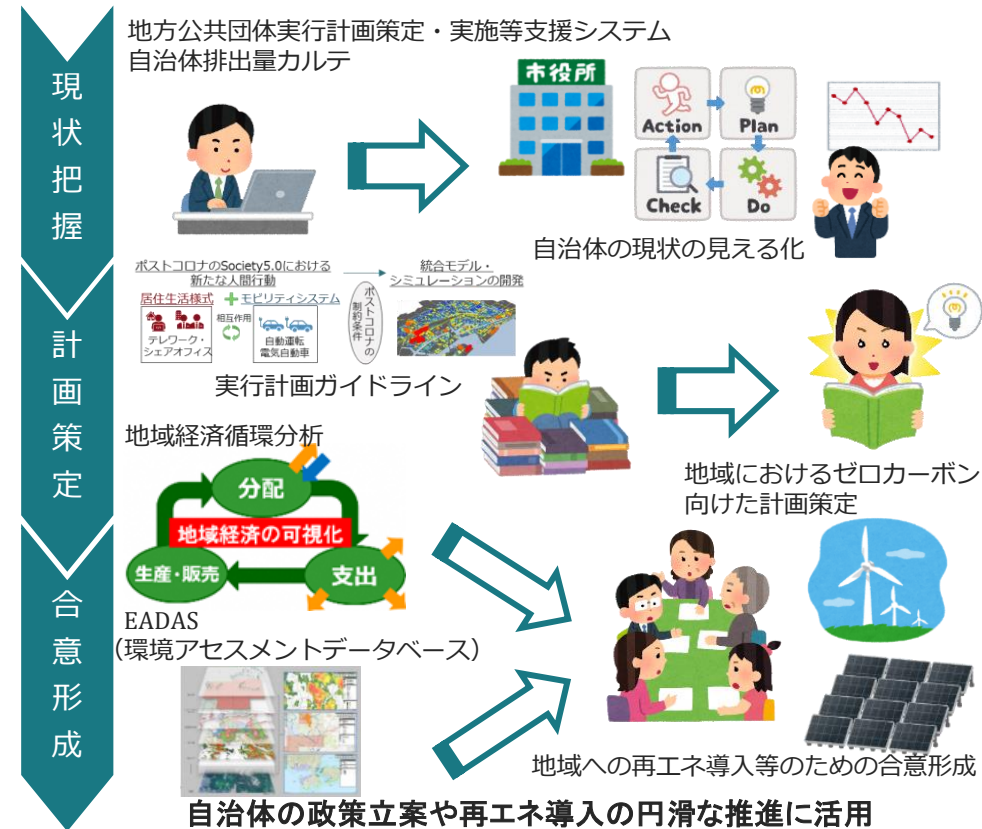 現状把握
地方公共団体実行計画策定・実施等支援システム
自治体排出量カルテ
市役所
Action
Plan
Check
Do
自治体の現状の見える化
計画策定
ポストコロナのSociety5.0における
新たな人間行動
統合モデル・
シミュレーションの開発
居住生活様式
モビリティシステム
相互作用
テレワーク・
シェアオフィス
自動運転
電気自動車
ポストコロナの
制約条件
実行計画ガイドライン
地域におけるゼロカーボン
向けた計画策定
地域経済循環分析
分配
地域経済の可視化
生産・販売
支出
合意形成
EADAS
（環境アセスメントデータベース）
地域への再エネ導入等のための合意形成
自治体の政策立案や再エネ導入の円滑な推進に活用